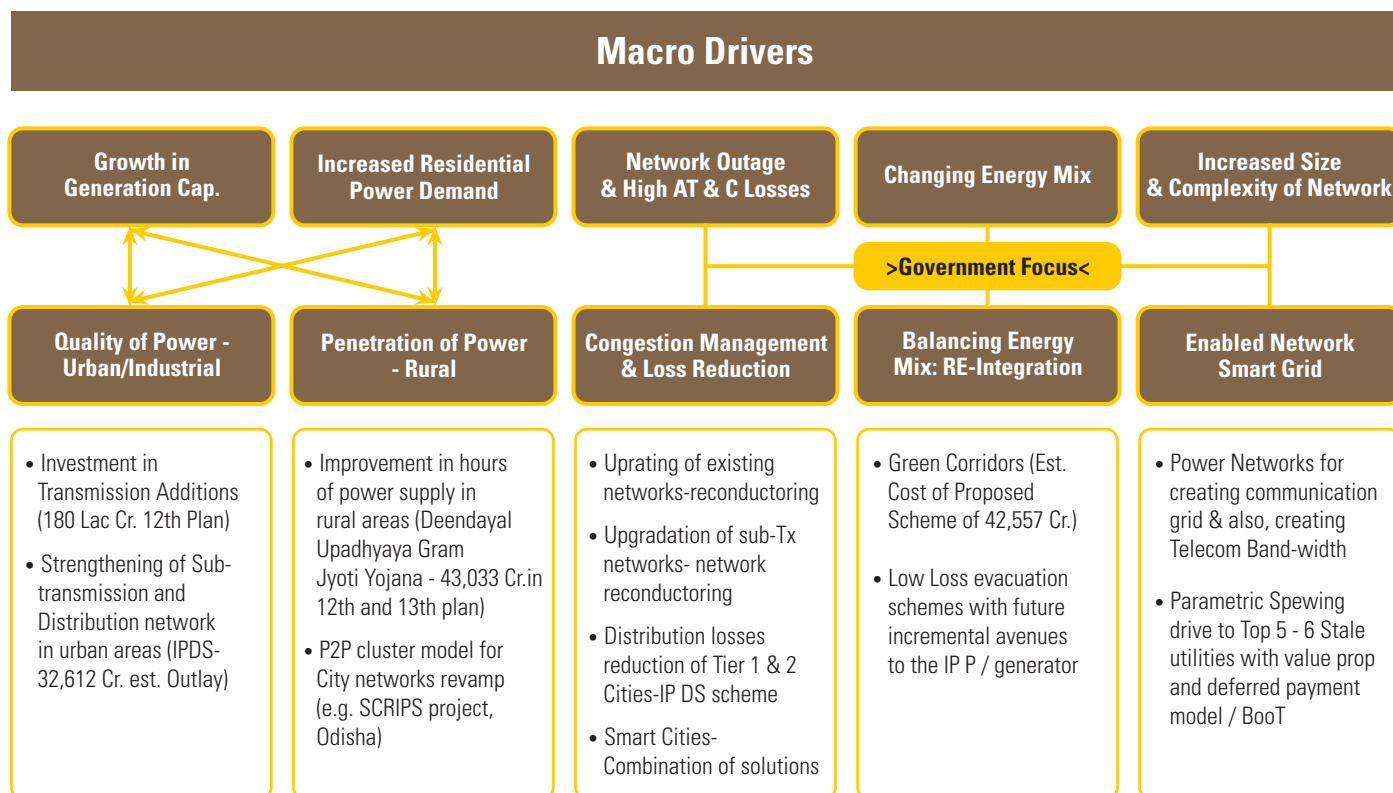 Macro Drivers
Growth in
Generation Cap.
Increased Residential
Power Demand
Network Outage
& High AT & C Losses
Changing Energy Mix
Increased Size
& Complexity of Network
>Government Focus<
Quality of Power -
Urban/Industrial
Penetration of Power
- Rural
Congestion Management
& Loss Reduction
Balancing Energy
Mix: RE-Integration
Enabled Network
Smart Grid
• Investment in
Transmission Additions
(180 Lac Cr. 12th Plan)
• Strengthening of Sub-
transmission and
Distribution network
in urban areas (IPDS-
32,612 Cr. est. Outlay)
• Improvement in hours
of power supply in
rural areas (Deendayal
Upadhyaya Gram
Jyoti Yojana - 43,033 Cr.in
12th and 13th plan)
• P2P cluster model for
City networks revamp
(e.g. SCRIPS project,
Odisha)
• Uprating of existing
networks-reconductoring
• Upgradation of sub-Tx
networks- network
reconductoring
• Distribution losses
reduction of Tier 1 & 2
Cities-IP DS scheme
• Smart Cities-
Combination of solutions
• Green Corridors (Est.
Cost of Proposed
Scheme of 42,557 Cr.)
• Low Loss evacuation
schemes with future
incremental avenues
to the IP P / generator
• Power Networks for
creating communication
grid & also, creating
Telecom Band-width
• Parametric Spewing
drive to Top 5 - 6 Stale
utilities with value prop
and deferred payment
model / BooT